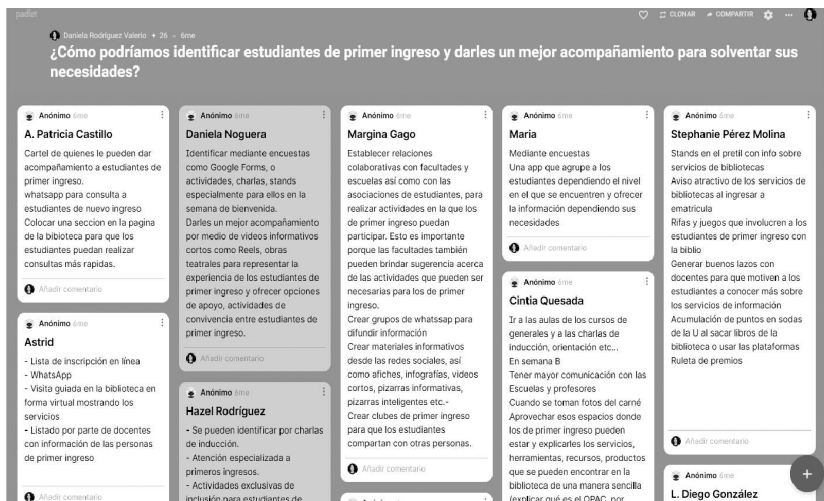 padlet
CLONAR
COMPARTIR
Daniela Rodríguez Valerio + 26 • 6me
¿Cómo podríamos identificar estudiantes de primer ingreso y darles un mejor acompañamiento para solventar sus
necesidades?
Anónimo 6me
A. Patricia Castillo
Cartel de quienes le pueden dar
acompañamiento a estudiantes de
primer ingreso.
whatsapp para consulta a
estudiantes de nuevo ingreso
Colocar una seccion en la pagina
de la biblioteca para que los
estudiantes puedan realizar
consultas más rapidas.
Añadir comentario
Anónimo 6me
Astrid
- Lista de inscripción en línea
- WhatsApp
- Visita guiada en la biblioteca en
forma virtual mostrando los
servicios
- Listado por parte de docentes
con información de las personas
de primer ingreso
Añadir comentario
Anónimo 6me
Daniela Noguera
Identificar mediante encuestas
como Google Forms, o
actividades, charlas, stands
especialmente para ellos en la
semana de bienvenida.
Darles un mejor acompañamiento
por medio de videos informativos
cortos como Reels, obras
teatrales para representar la
experiencia de los estudiantes de
primer ingreso y ofrecer opciones
de apoyo, actividades de
convivencia entre estudiantes de
primer ingreso.
Añadir comentario
Anónimo 6me
Hazel Rodríguez
- Se pueden identificar por charlas
de inducción.
- Atención especializada a
primeros ingresos.
- Actividades exclusivas de
inclusión para estudiantes de
Anónimo 6me
Margina Gago
Establecer relaciones
colaborativas con facultades y
escuelas así como con las
asociaciones de estudiantes, para
realizar actividades en la que los
de primer ingreso puedan
participar. Esto es importante
porque las facultades también
pueden brindar sugerencia acerca
de las actividades que pueden ser
necesarias para los de primer
ingreso.
Crear grupos de whatssap para
difundir información
Crear materiales informativos
desde las redes sociales, así
como afiches, infografías, videos
cortos, pizarras informativas,
pizarras inteligentes etc.-
Crear clubes de primer ingreso
para que los estudiantes
compartan con otras personas.
Añadir comentario
Anónimo 6me
Maria
Mediante encuestas
Una app que agrupe a los
estudiantes dependiendo el nivel
en el que se encuentren y ofrecer
la información dependiendo sus
necesidades
Añadir comentario
Anónimo 6me
Cintia Quesada
Ir a las aulas de los cursos de
generales y a las charlas de
inducción, orientación etc...
En semana B
Tener mayor comunicación con las
Escuelas y profesores
Cuando se toman fotos del carné
Aprovechar esos espacios donde
los de primer ingreso pueden
estar y explicarles los servicios,
herramientas, recursos, productos
que se pueden encontrar en la
biblioteca de una manera sencilla
(explicar qué es el OPAC, por
Anónimo 6me
Stephanie Pérez Molina
Stands en el pretil con info sobre
servicios de bibliotecas
Aviso atractivo de los servicios de
bibliotecas al ingresar a
ematricula
Rifas y juegos que involucren a los
estudiantes de primer ingreso con
la biblio
Generar buenos lazos con
docentes para que motiven a los
estudiantes a conocer más sobre
los servicios de información
Acumulación de puntos en sodas
de la U al sacar libros de la
biblioteca o usar las plataformas
Ruleta de premios
Añadir comentario
Anónimo 6me
L. Diego González